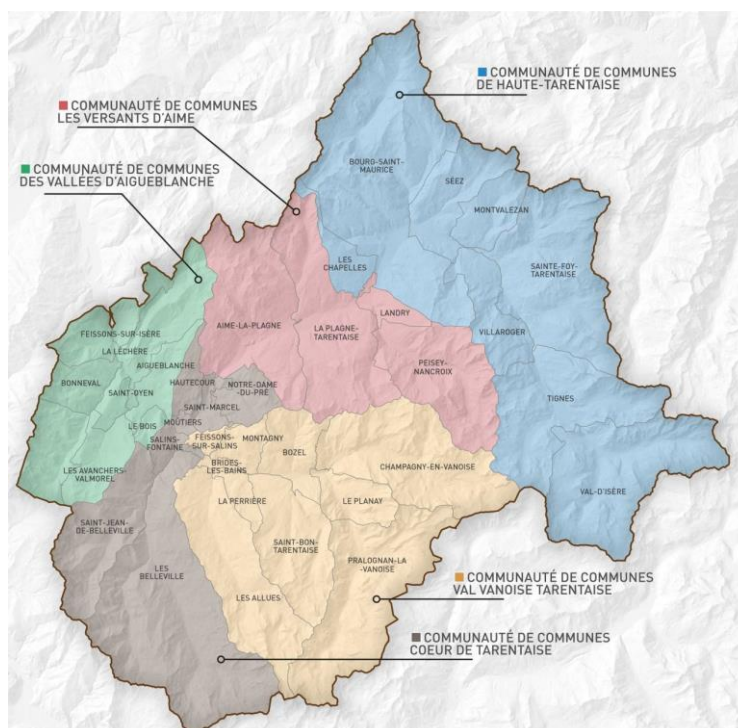 COMMUNAUTÉ DE COMMUNES
DE HAUTE-TARENTAISE
COMMUNAUTÉ DE COMMUNES
LES VERSANTS D'AIME
COMMUNAUTÉ DE COMMUNES
DES VALLÉES D'AIGUEBLANCHE
BOURG-SAINT-
MAURICE
SÉEZ
MONTVALEZAN
LES
CHAPELLES
SAINTE-FOY-
TARENTAISE
LANDRY
AIME-LA-PLAGNE
LA PLAGNE-
TARENTAISE
VILLAROGER
FEISSONS-SUR-ISÈRE
LA LÉCHÈRE
PEISEY-
NANCROIX
AIGUEBLANCHE
BONNEVAL
HAUTECOUR
NOTRE-DAME
-DU-PRÉ
SAINT-OYEN
TIGNES
SAINT-MARCEL
LE BOIS
MOÛTIERS
SALINS-
FONTAINE
FEISSONS-
SUR-SALINS
MONTAGNY
BOZEL
BRIDES-
LES-BAINS
CHAMPAGNY-EN-VANOISE
LES AVANCHERS-
VALMOREL
VAL-D'ISÈRE
LA PERRIÈRE
LE PLANAY
SAINT-JEAN-
DE-BELLEVILLE
SAINT-BON-
TARENTAISE
PRALOGNAN-LA
-VANOISE
LES
BELLEVILLE
LES ALLUES
COMMUNAUTÉ DE COMMUNES
VAL VANOISE TARENTAISE
COMMUNAUTÉ DE COMMUNES
COEUR DE TARENTAISE